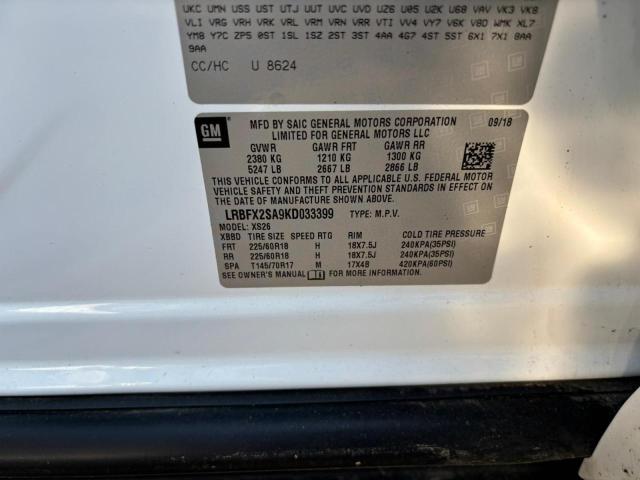 UKC UMN USS UST UTJ UUT UVC UVD UZ6 U05 U2K U68 VAV VK3 VK8
VLI VRG VRH VRK VRL VRM VRN VRR VTI VV4 VY7 V6K V8D WMK XL7
YM8 Y7C ZP5 0ST 1SL 1SZ 2ST 3ST 4AA 4G7 4ST 5ST 6X1 7X1 8AA
9AA
CC/HC U 8624
GM
MFD BY SAIC GENERAL MOTORS CORPORATION 09/18
LIMITED FOR GENERAL MOTORS LLC
GVWR GAWR FRT GAWR RR
2380 KG 1210 KG 1300 KG
5247 LB 2667 LB 2866 LB
THIS VEHICLE CONFORMS TO ALL APPLICABLE U.S. FEDERAL MOTOR
VEHICLE SAFETY AND THEFT PREVENTION STANDARDS IN EFFECT ON
THE DATE OF MANUFACTURE SHOWN ABOVE.
LRBFX2SA9KD033399 TYPE: M.P.V.
MODEL: XS26
XBBD TIRE SIZE SPEED RTG RIM COLD TIRE PRESSURE
FRT 225/60R18 H 18X7.5J 240KPA(35PSI)
RR 225/60R18 H 18X7.5J 240KPA(35PSI)
SPA T145/70R17 M 17X4B 420KPA(60PSI)
SEE OWNER'S MANUAL FOR MORE INFORMATION.